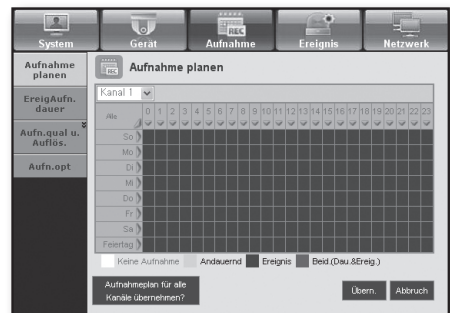 System Gerät Aufnahme Ereignis Netzwerk
REC
Aufnahme planen
EreigAufn. dauer
Aufn.qual u. Auflös.
Aufn.opt
REC Aufnahme planen
Kanal 1
Alle 0 1 2 3 4 5 6 7 8 9 10 11 12 13 14 15 16 17 18 19 20 21 22 23
So
Mo
Di
Mi
Do
Fr
Sa
Feiertag
Keine Aufnahme Andauernd Ereignis Beid.(Dau.&Ereig.)
Aufnahmeplan für alle
Kanäle übernehmen?
Übern. Abbruch